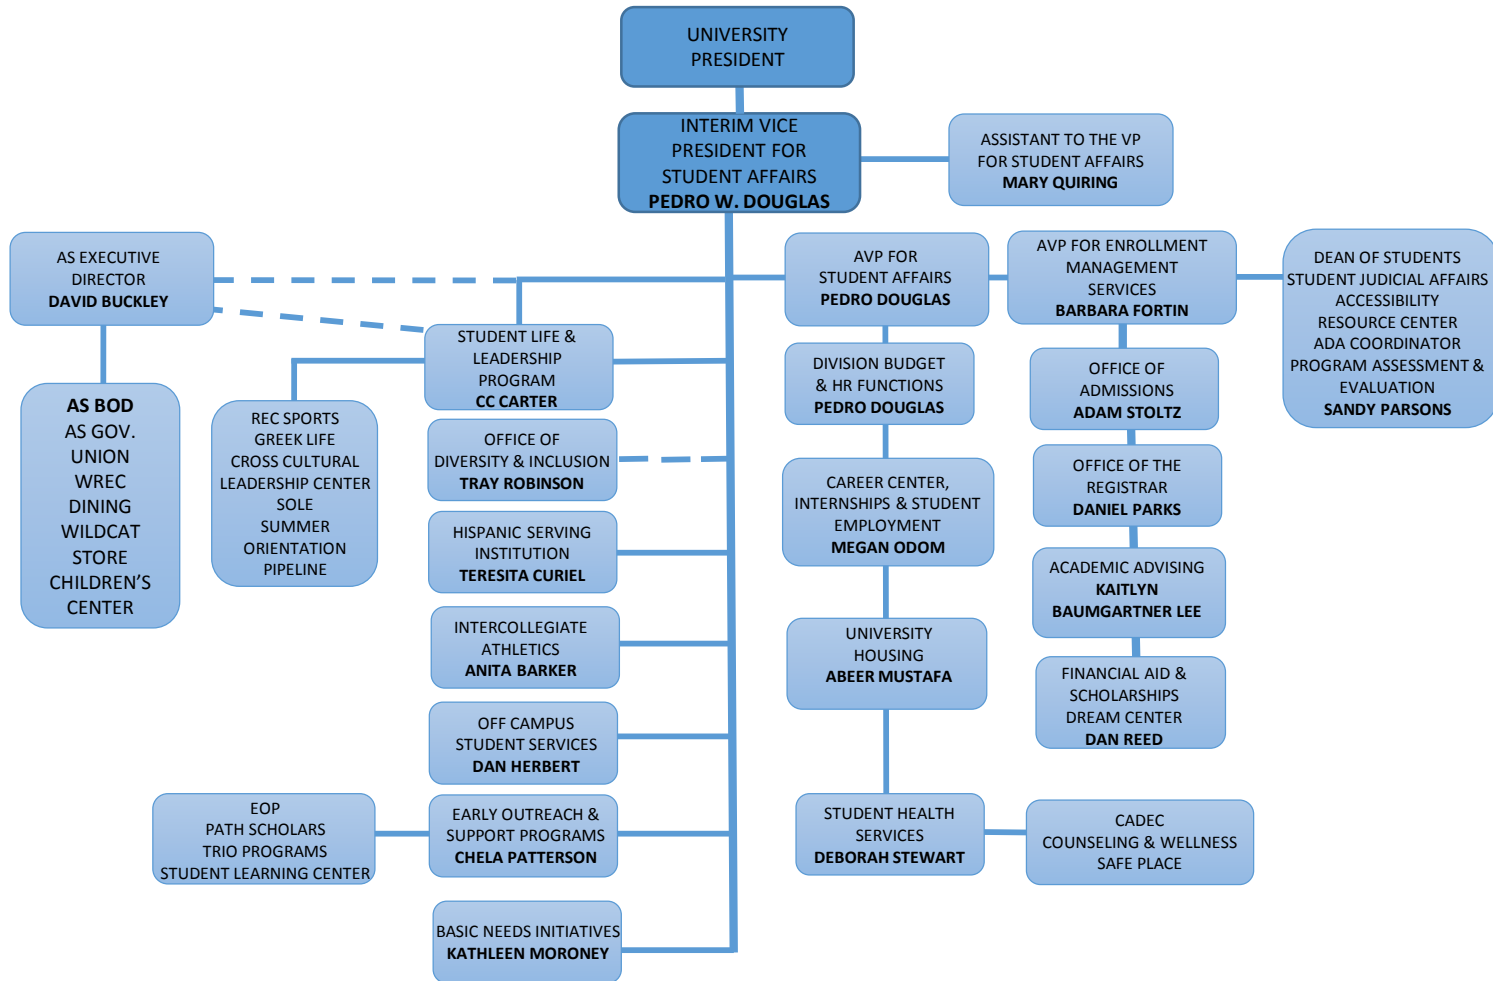 UNIVERSITY
PRESIDENT
INTERIM VICE
PRESIDENT FOR
STUDENT AFFAIRS
PEDRO W. DOUGLAS
ASSISTANT TO THE VP
FOR STUDENT AFFAIRS
MARY QUIRING
AS EXECUTIVE
DIRECTOR
DAVID BUCKLEY
AVP FOR
STUDENT AFFAIRS
PEDRO DOUGLAS
AVP FOR ENROLLMENT
MANAGEMENT
SERVICES
BARBARA FORTIN
DEAN OF STUDENTS
STUDENT JUDICIAL AFFAIRS
ACCESSIBILITY
RESOURCE CENTER
ADA COORDINATOR
PROGRAM ASSESSMENT &
EVALUATION
SANDY PARSONS
STUDENT LIFE &
LEADERSHIP
PROGRAM
CC CARTER
DIVISION BUDGET
& HR FUNCTIONS
PEDRO DOUGLAS
OFFICE OF
ADMISSIONS
ADAM STOLTZ
AS BOD
AS GOV.
UNION
WREC
DINING
WILDCAT
STORE
CHILDREN'S
CENTER
REC SPORTS
GREEK LIFE
CROSS CULTURAL
LEADERSHIP CENTER
SOLE
SUMMER
ORIENTATION
PIPELINE
OFFICE OF
DIVERSITY & INCLUSION
TRAY ROBINSON
CAREER CENTER,
INTERNSHIPS & STUDENT
EMPLOYMENT
MEGAN ODOM
OFFICE OF THE
REGISTRAR
DANIEL PARKS
HISPANIC SERVING
INSTITUTION
TERESITA CURIEL
ACADEMIC ADVISING
KAITLYN
BAUMGARTNER LEE
INTERCOLLEGIATE
ATHLETICS
ANITA BARKER
UNIVERSITY
HOUSING
ABEER MUSTAFA
FINANCIAL AID &
SCHOLARSHIPS
DREAM CENTER
DAN REED
OFF CAMPUS
STUDENT SERVICES
DAN HERBERT
EOP
PATH SCHOLARS
TRIO PROGRAMS
STUDENT LEARNING CENTER
EARLY OUTREACH &
SUPPORT PROGRAMS
CHELA PATTERSON
STUDENT HEALTH
SERVICES
DEBORAH STEWART
CADEC
COUNSELING & WELLNESS
SAFE PLACE
BASIC NEEDS INITIATIVES
KATHLEEN MORONEY